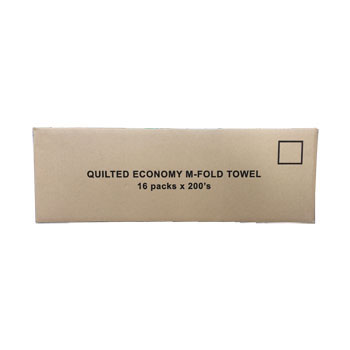 QUILTED ECONOMY M-FOLD TOWEL
16 packs x 200's